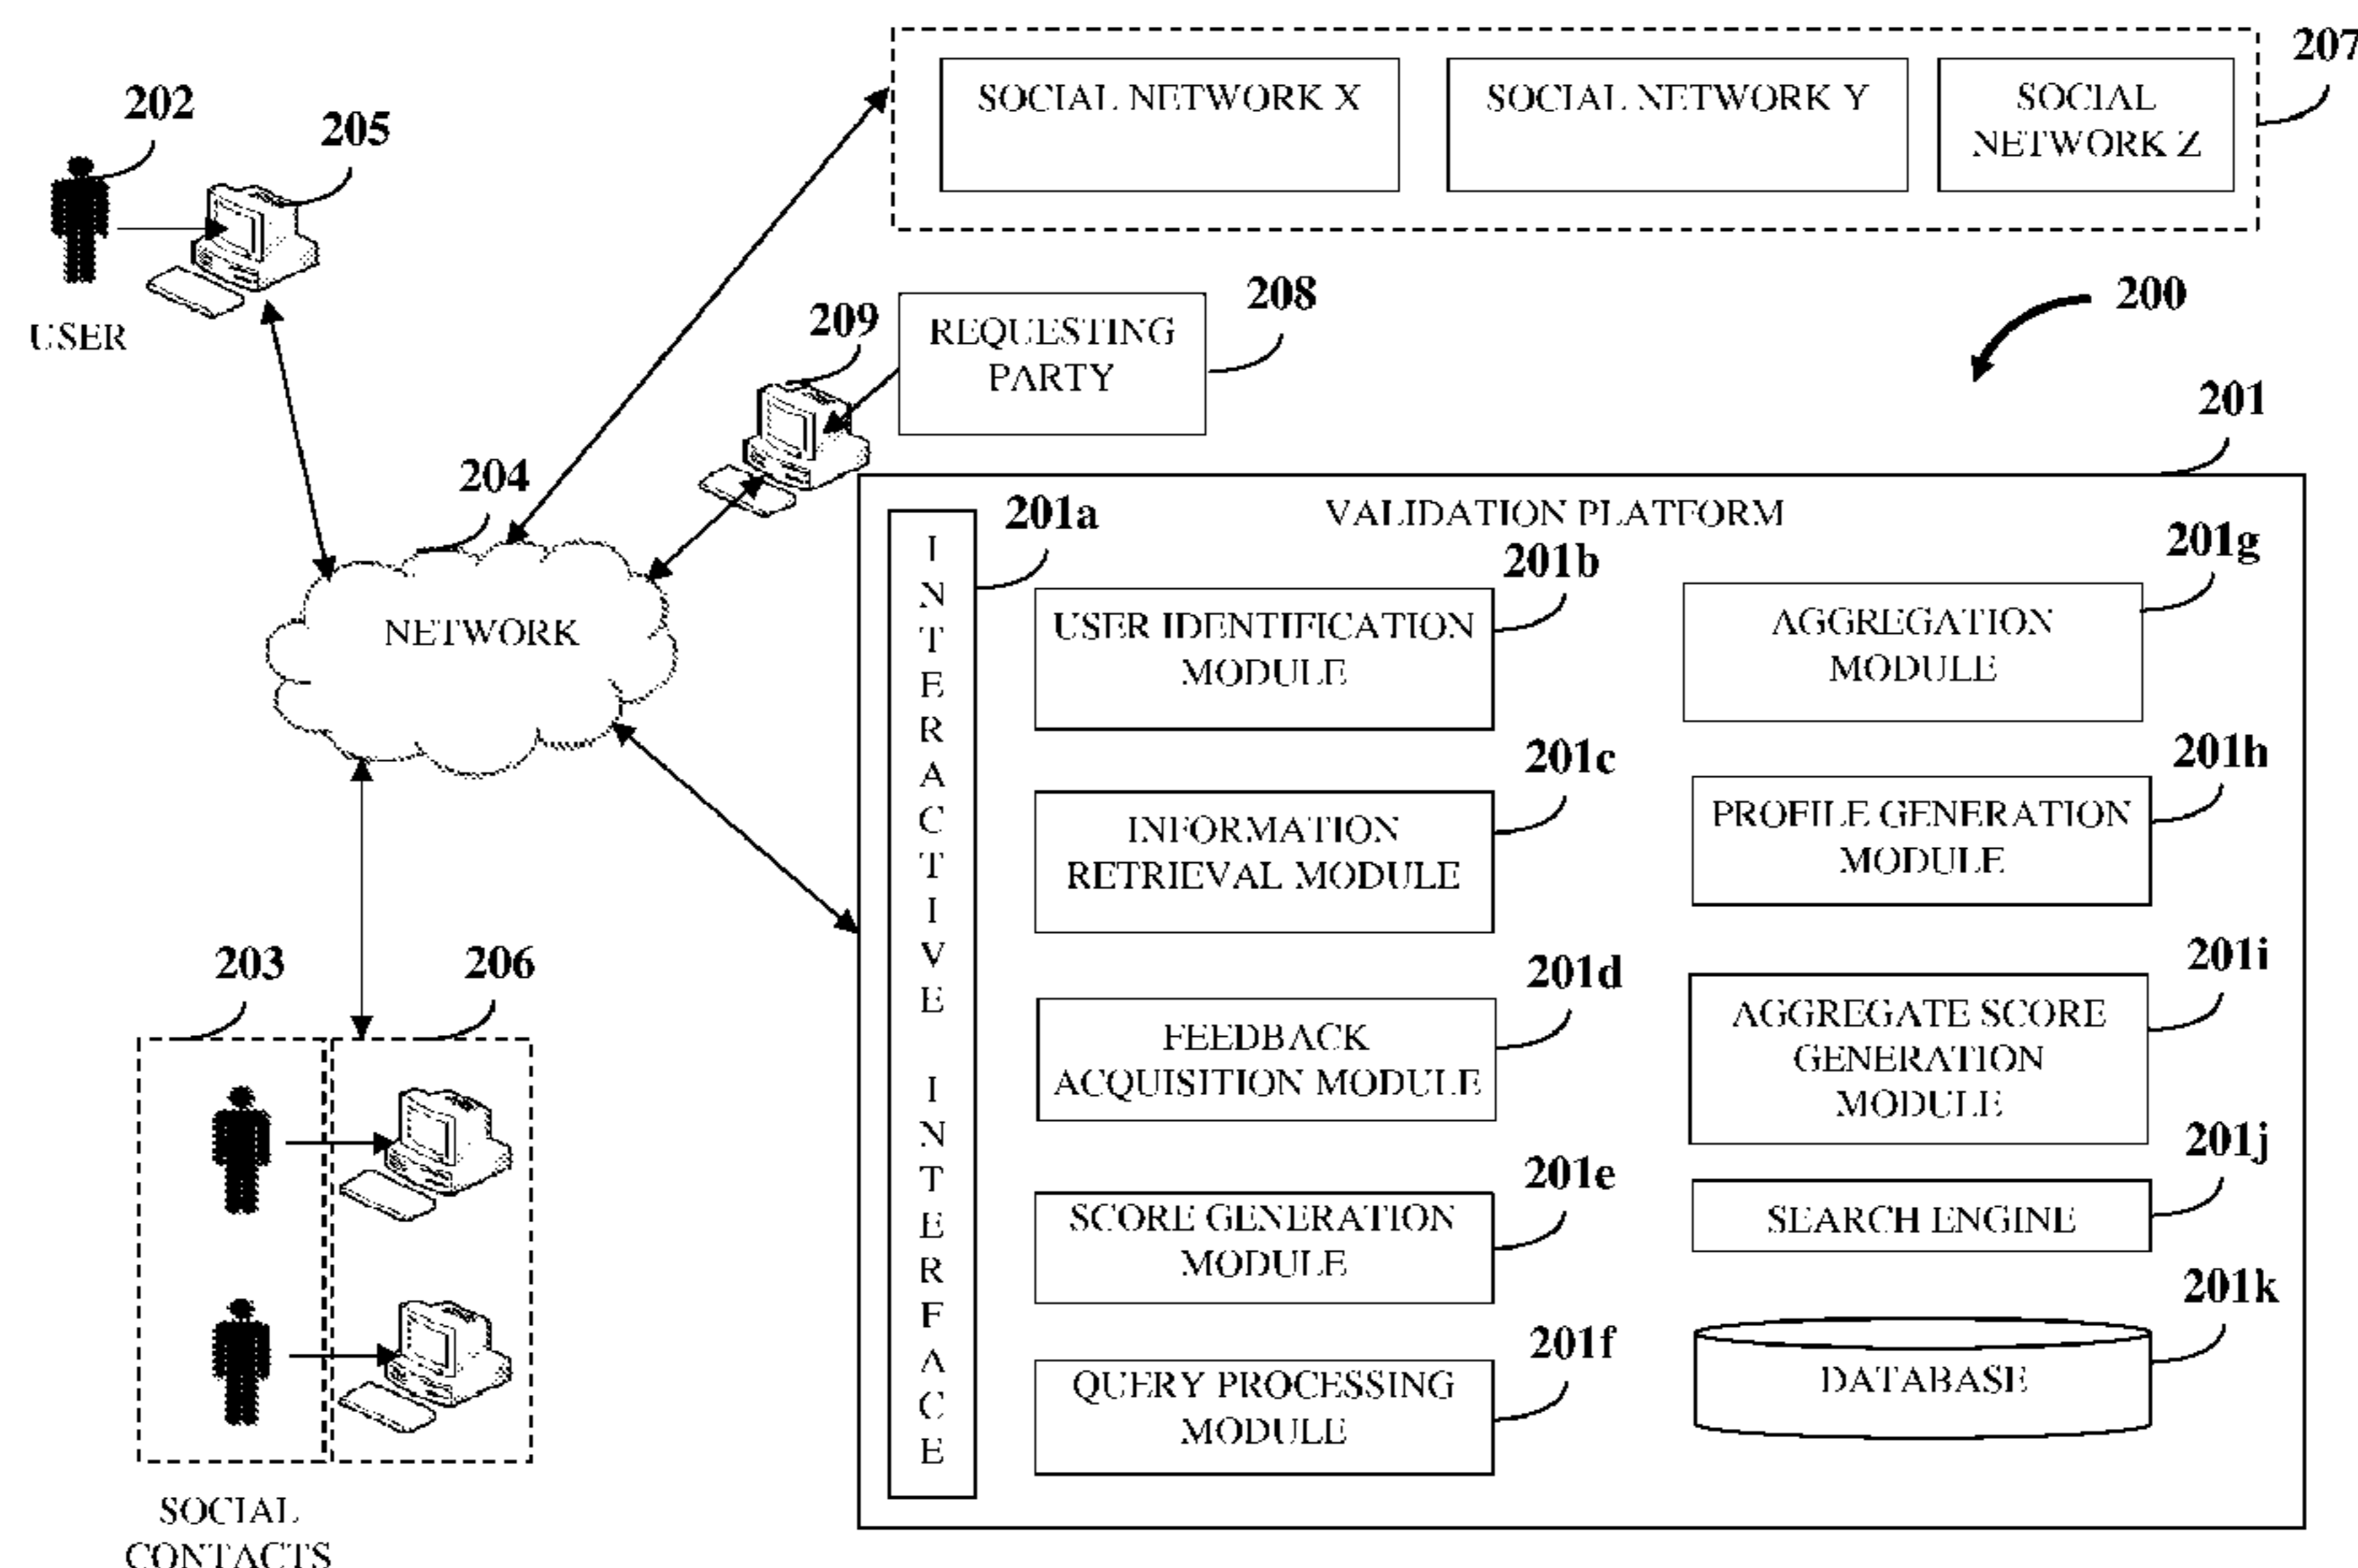 207
SOCIAL NETWORK X
SOCIAL NETWORK Y
SOCIAL
NETWORK Z
202
205
USER
209
REQUESTING
PARTY
208
200
204
NETWORK
201
VALIDATION PLATFORM
201a
INTERACTIVE INTERFACE
201b
USER IDENTIFICATION
MODULE
201c
INFORMATION
RETRIEVAL MODULE
201d
FEEDBACK
ACQUISITION MODULE
201e
SCORE GENERATION
MODULE
201f
QUERY PROCESSING
MODULE
201g
AGGREGATION
MODULE
201h
PROFILE GENERATION
MODULE
201i
AGGREGATE SCORE
GENERATION
MODULE
201j
SEARCH ENGINE
201k
DATABASE
203
206
SOCIAL
CONTACTS